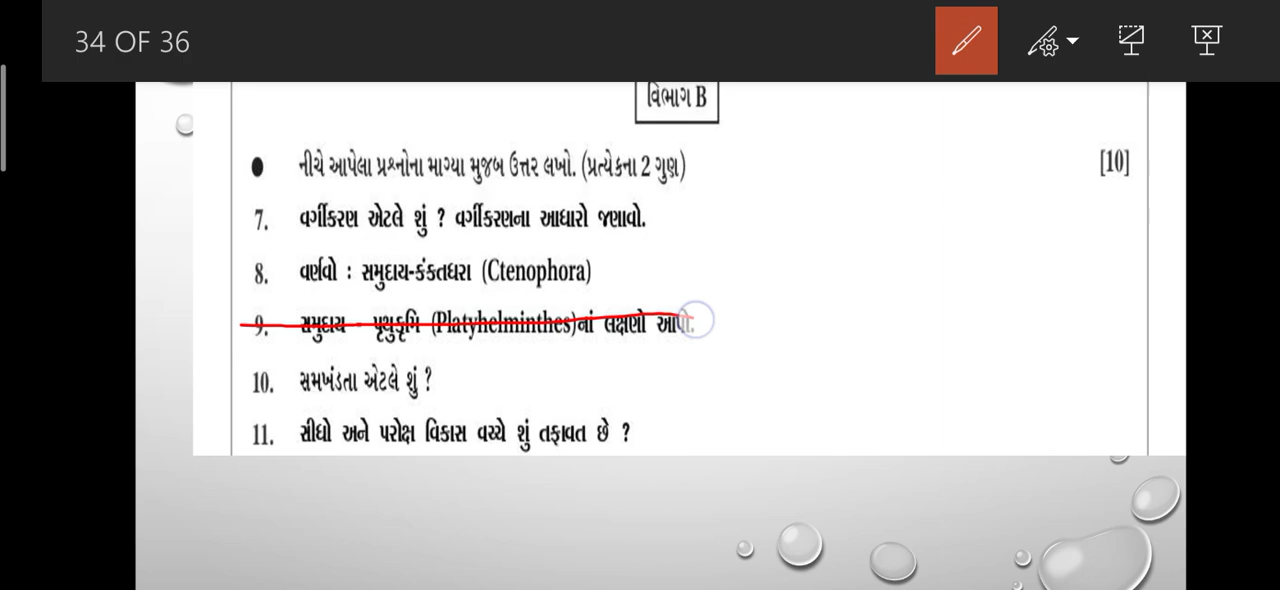 34 OF 36
વિભાગ B
● નીચે આપેલા પ્રશ્નોના માગ્યા મુજબ ઉત્તર લખો. (પ્રત્યેકના 2 ગુણ) [10]
7. વર્ગીકરણ એટલે શું ? વર્ગીકરણના આધારો જણાવો.
8. વર્ણવો : સમુદાય-કંકતધરા (Ctenophora)
9. સમુદાય - પૃથુકૃમિ (Platyhelminthes)નાં લક્ષણો આપો.
10. સમખંડતા એટલે શું ?
11. સીધો અને પરોક્ષ વિકાસ વચ્ચે શું તફાવત છે ?